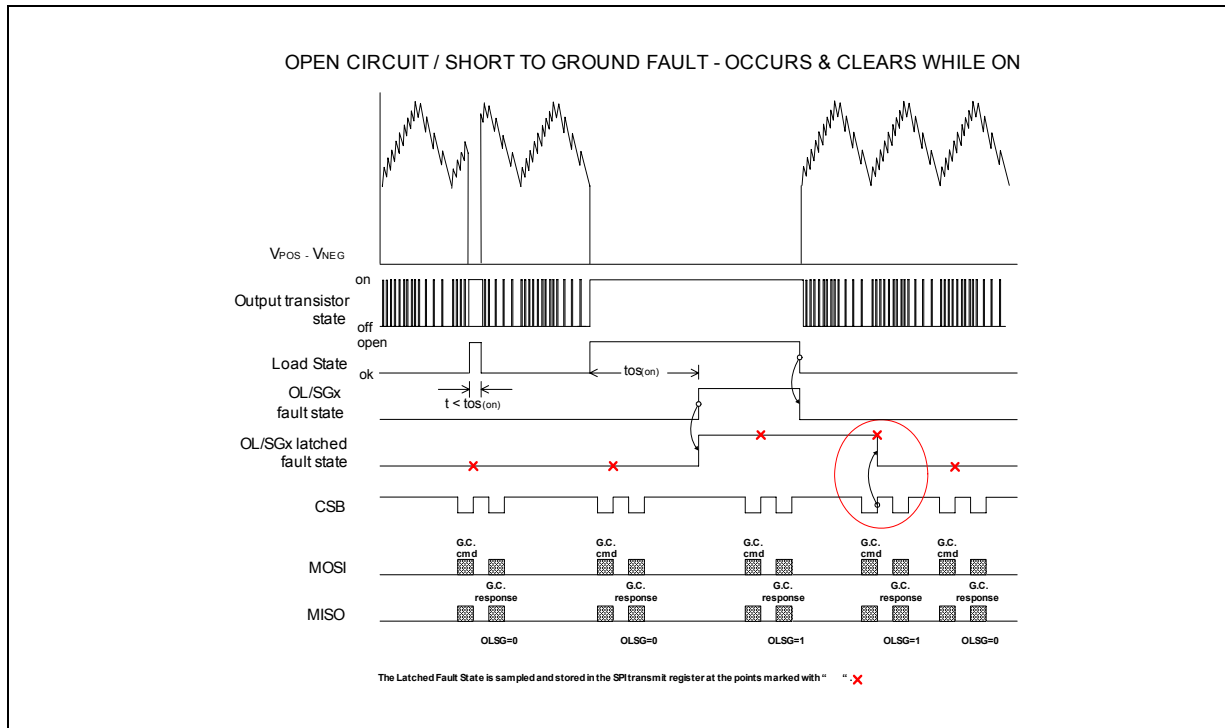 OPEN CIRCUIT / SHORT TO GROUND FAULT - OCCURS & CLEARS WHILE ON
VPOS - VNEG
on
Output transistor
state
off
open
Load State
ok
tos(on)
OL/SGx
fault state
t < tos(on)
OL/SGx latched
fault state
CSB
G.C. cmd
G.C. cmd
G.C. cmd
G.C. cmd
G.C. cmd
MOSI
G.C. response
G.C. response
G.C. response
G.C. response
G.C. response
MISO
OLSG=0
OLSG=0
OLSG=1
OLSG=1
OLSG=0
The Latched Fault State is sampled and stored in the SPI transmit register at the points marked with “ “ .